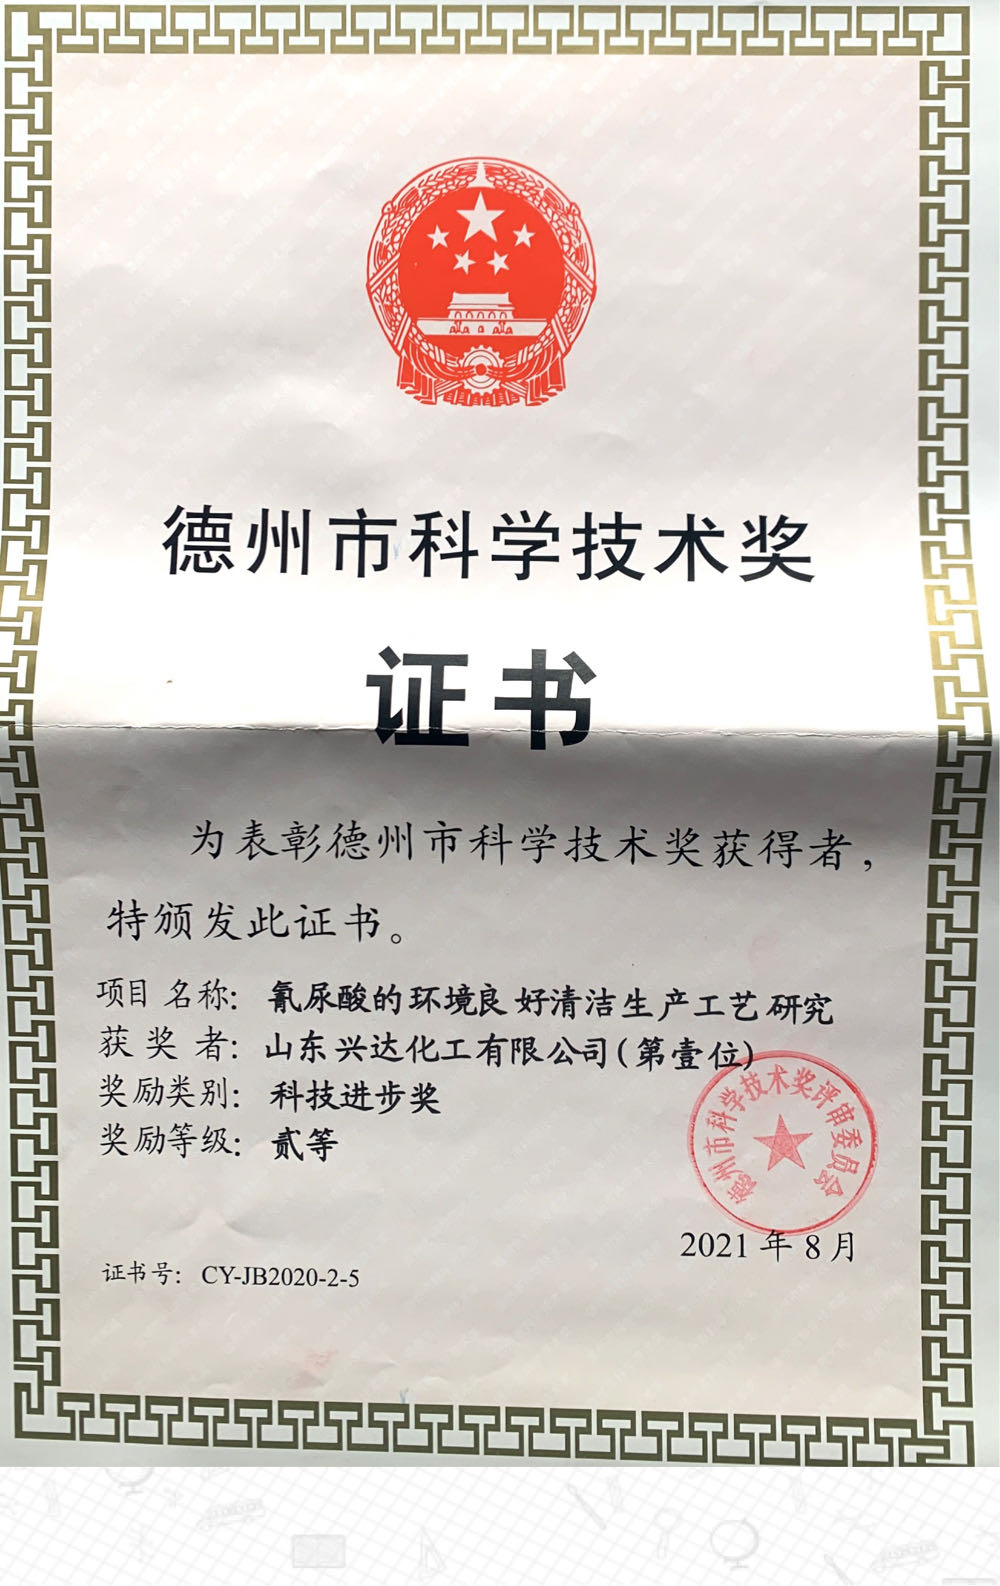 德州市科学技术奖
证书
为表彰德州市科学技术奖获得者，
特颁发此证书。
项目名称：氰尿酸的环境良好清洁生产工艺研究
获奖者：山东兴达化工有限公司（第壹位）
奖励类别：科技进步奖
奖励等级：贰等
德州市科学技术奖评审委员会
2021年8月
证书号：CY-JB2020-2-5